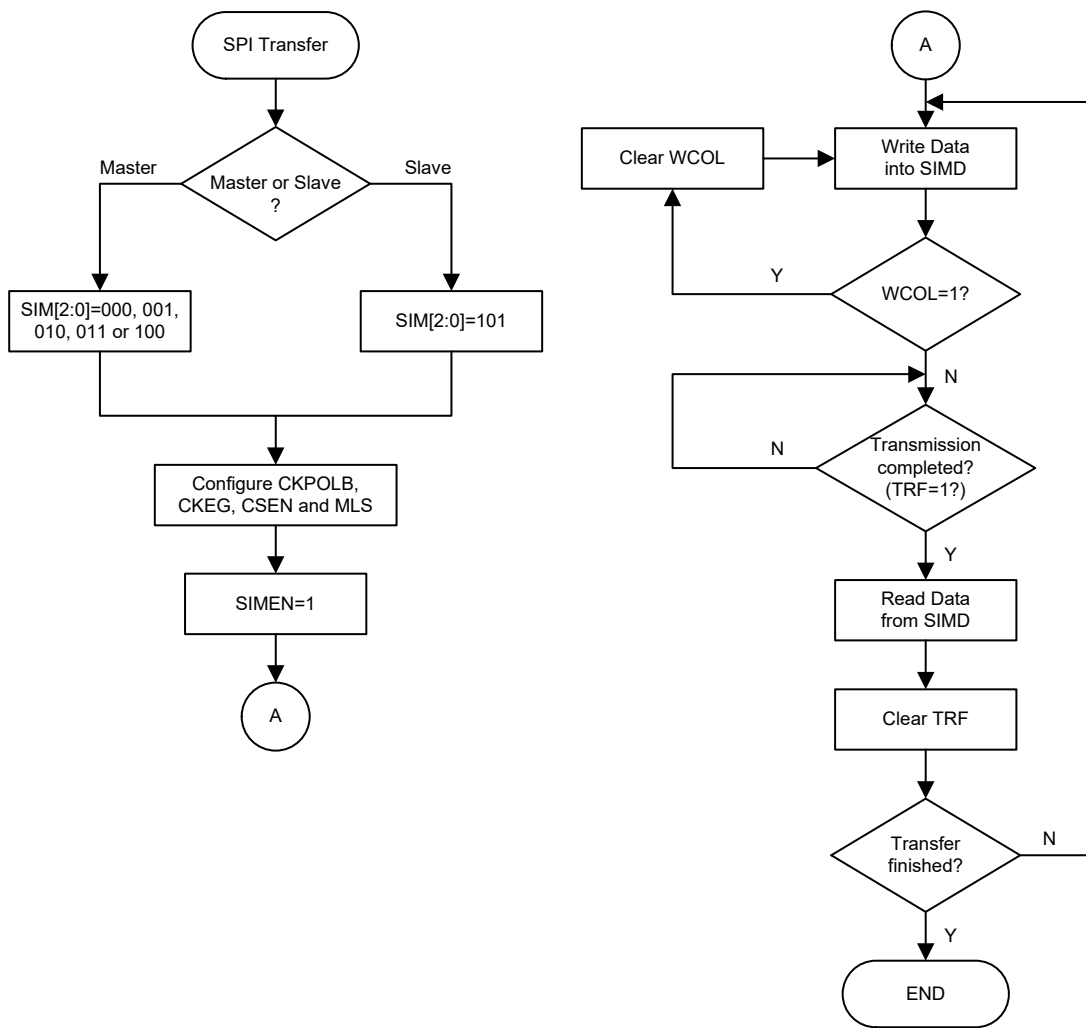 SPI Transfer
Master
Master or Slave
?
Slave
SIM[2:0]=000, 001,
010, 011 or 100
SIM[2:0]=101
Configure CKPOLB,
CKEG, CSEN and MLS
SIMEN=1
A
A
Clear WCOL
Write Data
into SIMD
Y
WCOL=1?
N
N
Transmission
completed?
(TRF=1?)
Y
Read Data
from SIMD
Clear TRF
Transfer
finished?
N
Y
END